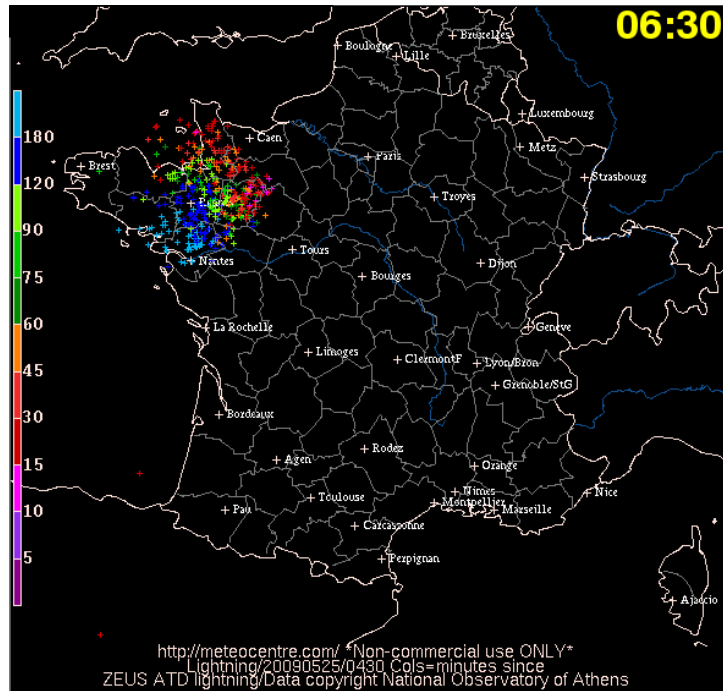 06:30
Bruxelles
Boulogne
Lille
Luxembourg
Caen
Metz
Paris
Brest
Strasbourg
Troyes
Nantes
Tours
Dijon
Bourges
La Rochelle
Geneve
Limoges
ClermontF
Lyon/Bron
Grenoble/StG
Bordeaux
Rodez
Agen
Orange
Toulouse
Nimes
Nice
Pau
Montpellier
Marseille
Carcassonne
Perpignan
Ajaccio
180
120
90
75
60
45
30
15
10
5
http://meteocentre.com/ *Non-commercial use ONLY*
Lightning/20090525/0430 Cols=minutes since
ZEUS ATD lightning/Data copyright National Observatory of Athens